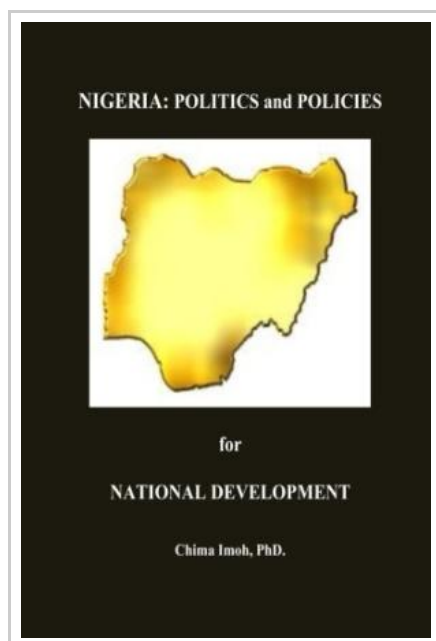 NIGERIA: POLITICS and POLICIES
for
NATIONAL DEVELOPMENT
Chima Imoh, PhD.